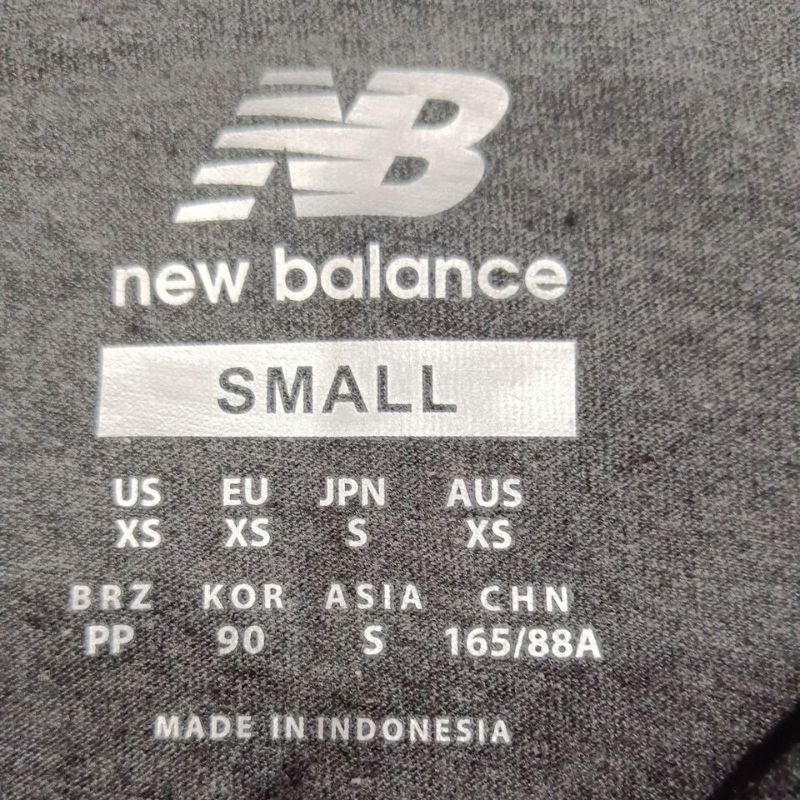 NB
new balance
SMALL
US EU JPN AUS
XS XS S XS
BRZ KOR ASIA CHN
PP 90 S 165/88A
MADE IN INDONESIA